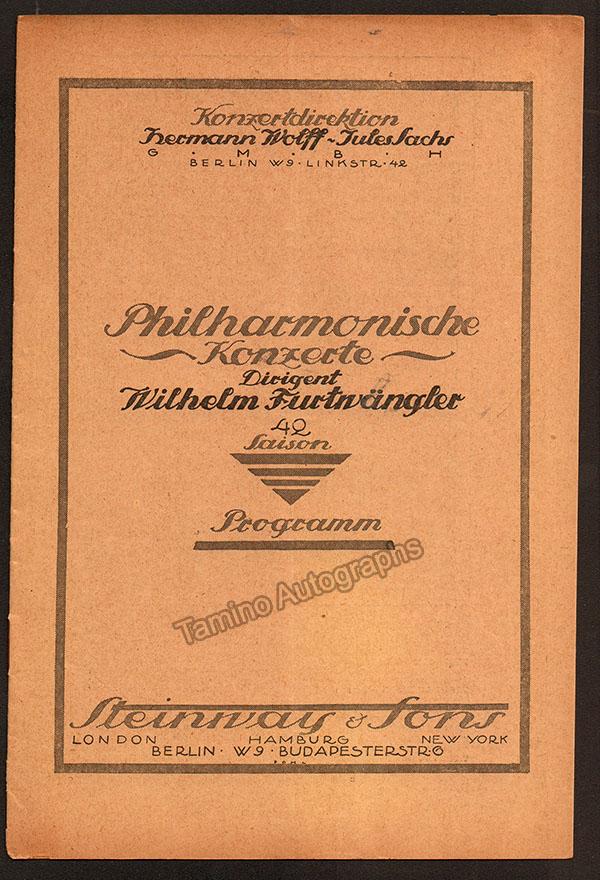 Konzertdirektion
Hermann Wolff-Jules Sachs
G·M·B·H
BERLIN W9·LINKSTR·42
Philharmonische
~ Konzerte ~
Dirigent
Wilhelm Furtwängler
42
Saison
Programm
Tamino Autographs
Steinway & Sons
LONDON HAMBURG NEW YORK
BERLIN·W9·BUDAPESTERSTR·6